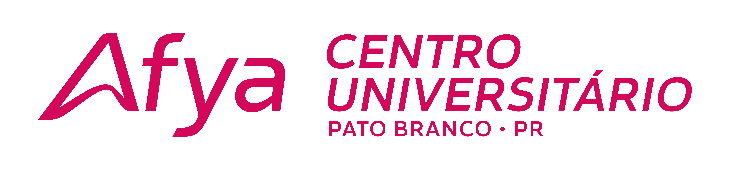 Afya
CENTRO
UNIVERSITÁRIO
PATO BRANCO • PR